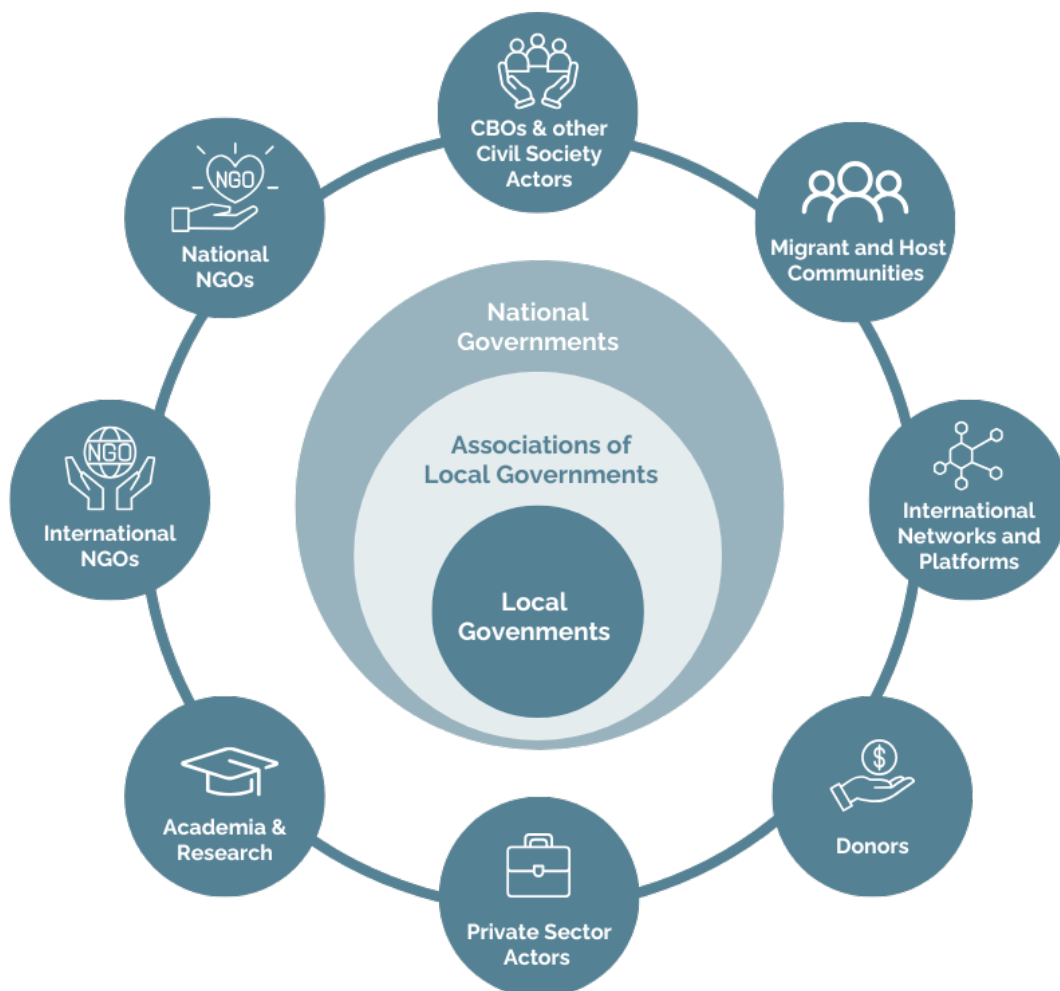 CBOs & other
Civil Society
Actors
NGO
National
NGOs
Migrant and Host
Communities
National
Governments
Associations of
Local Governments
NGO
International
NGOs
International
Networks and
Platforms
Local
Govenments
$
Academia &
Research
Donors
Private Sector
Actors